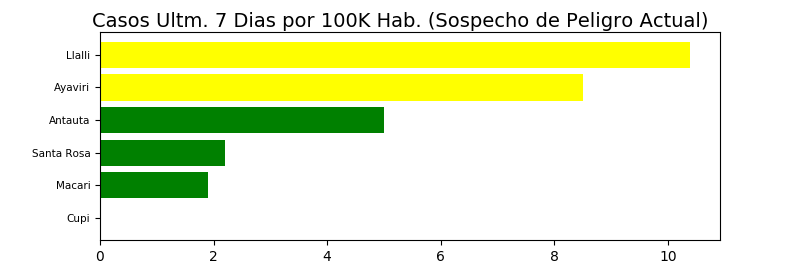 Casos Ultm. 7 Dias por 100K Hab. (Sospecho de Peligro Actual)
Llalli
Ayaviri
Antauta
Santa Rosa
Macari
Cupi
0 2 4 6 8 10